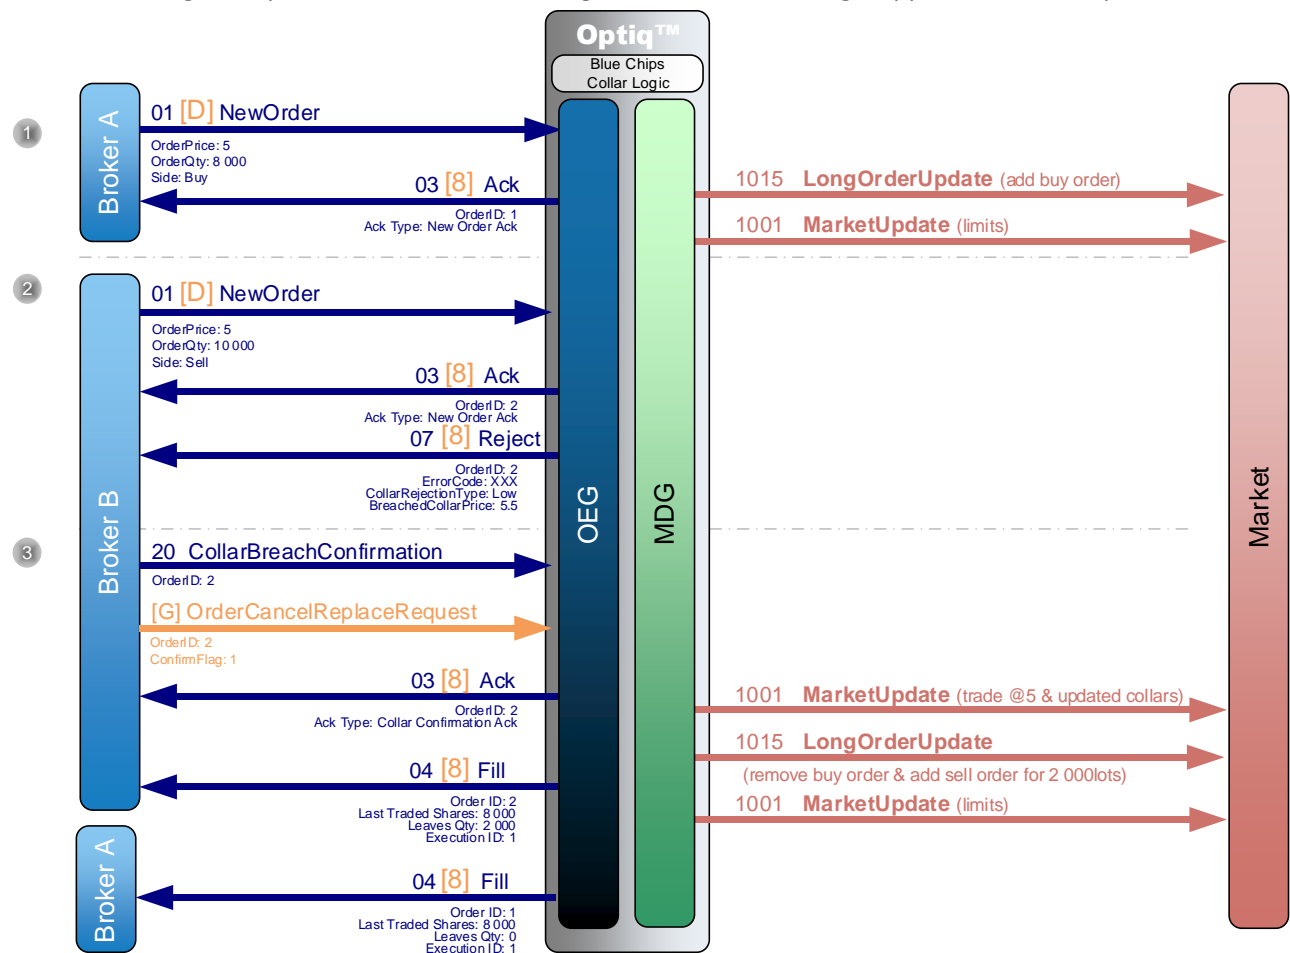 Optiq™
Blue Chips
Collar Logic
1
Broker A
01 [D] NewOrder
OrderPrice: 5
OrderQty: 8 000
Side: Buy
03 [8] Ack
OrderID: 1
Ack Type: New Order Ack
1015 LongOrderUpdate (add buy order)
1001 MarketUpdate (limits)
2
Broker B
01 [D] NewOrder
OrderPrice: 5
OrderQty: 10 000
Side: Sell
03 [8] Ack
OrderID: 2
Ack Type: New Order Ack
07 [8] Reject
OrderID: 2
ErrorCode: XXX
CollarRejectionType: Low
BreachedCollarPrice: 5.5
OEG
MDG
Market
3
20 CollarBreachConfirmation
OrderID: 2
[G] OrderCancelReplaceRequest
OrderID: 2
ConfirmFlag: 1
03 [8] Ack
OrderID: 2
Ack Type: Collar Confirmation Ack
1001 MarketUpdate (trade @5 & updated collars)
1015 LongOrderUpdate
(remove buy order & add sell order for 2 000lots)
04 [8] Fill
Order ID: 2
Last Traded Shares: 8 000
Leaves Qty: 2 000
Execution ID: 1
1001 MarketUpdate (limits)
Broker A
04 [8] Fill
Order ID: 1
Last Traded Shares: 8 000
Leaves Qty: 0
Execution ID: 1